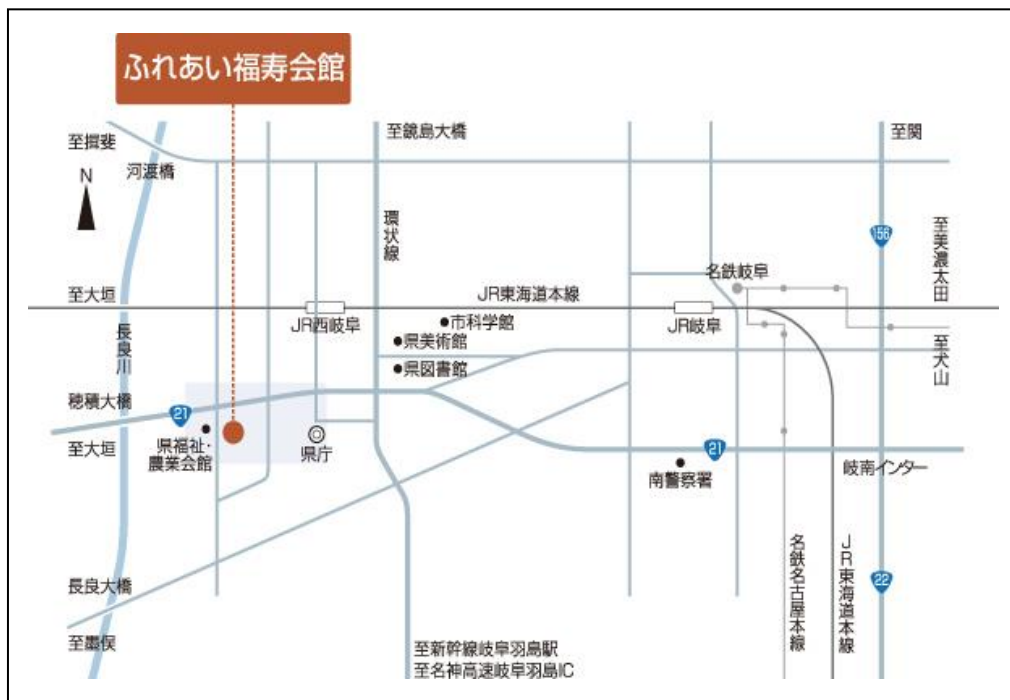 ふれあい福寿会館
至鏡島大橋
至関
至揖斐
河渡橋
N
環状線
156
至美濃太田
名鉄岐阜
至大垣
JR東海道本線
JR西岐阜
市科学館
JR岐阜
長良川
県美術館
至犬山
県図書館
穂積大橋
21
至大垣
県福祉・
農業会館
県庁
21
南警察署
岐南インター
名鉄名古屋本線
JR東海道本線
長良大橋
22
至墨俣
至新幹線岐阜羽島駅
至名神高速岐阜羽島IC